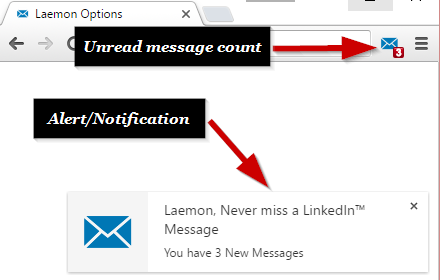 Laemon Options
Unread message count
3
Alert/Notification
Laemon, Never miss a LinkedIn™
Message
You have 3 New Messages